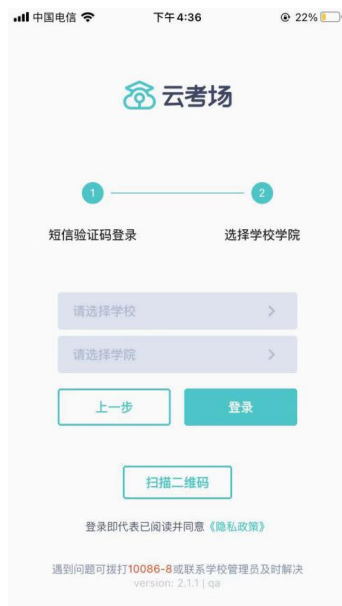 中国电信 下午4:36 22%
云考场
1 2
短信验证码登录 选择学校学院
请选择学校
请选择学院
上一步 登录
扫描二维码
登录即代表已阅读并同意《隐私政策》
遇到问题可拨打10086-8或联系学校管理员及时解决
version: 2.1.1 | qa